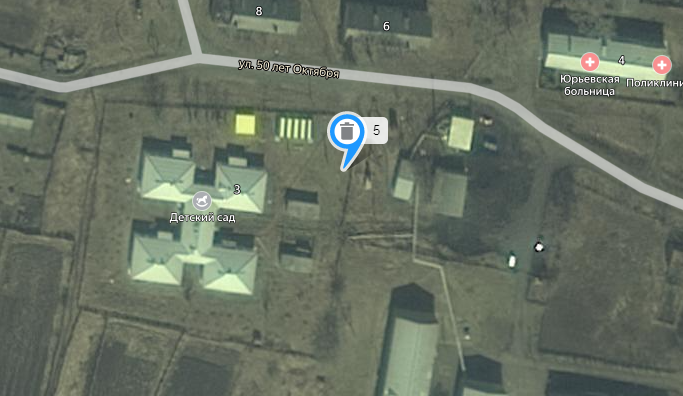 8
6
ул. 50 лет Октября
4
Юрьевская
больница
Поликлини
5
3
Детский сад